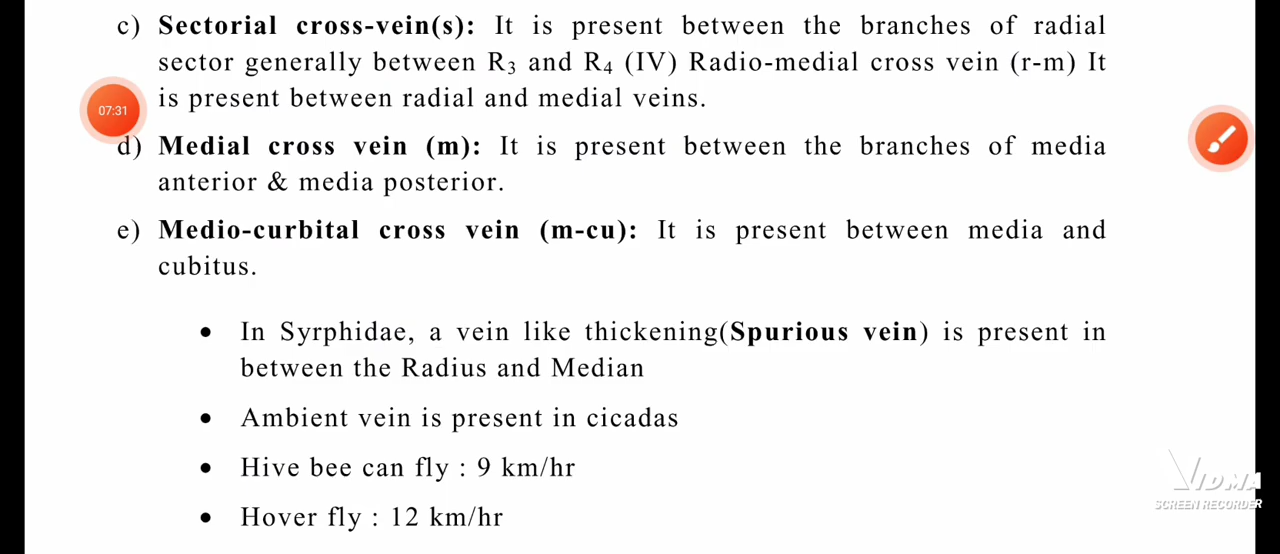 c) Sectorial cross-vein(s): It is present between the branches of radial
sector generally between R₃ and R₄ (IV) Radio-medial cross vein (r-m) It
is present between radial and medial veins.
07:31
d) Medial cross vein (m): It is present between the branches of media
anterior & media posterior.
e) Medio-curbital cross vein (m-cu): It is present between media and
cubitus.
• In Syrphidae, a vein like thickening(Spurious vein) is present in
between the Radius and Median
• Ambient vein is present in cicadas
• Hive bee can fly : 9 km/hr
• Hover fly : 12 km/hr
VIDMA
SCREEN RECORDER